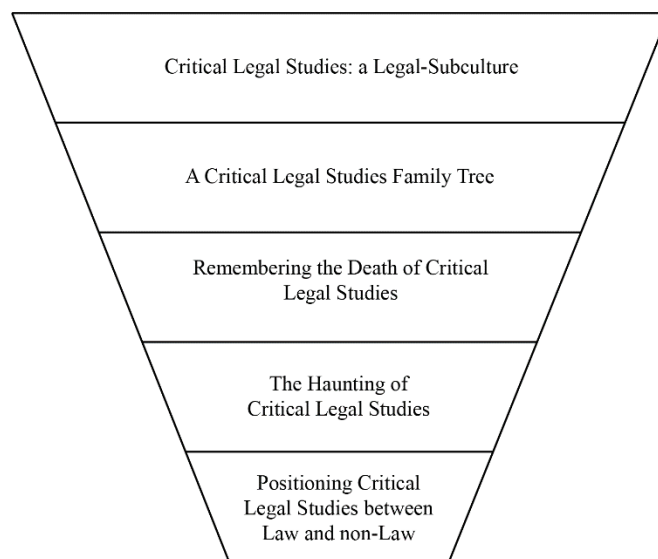 Critical Legal Studies: a Legal-Subculture
A Critical Legal Studies Family Tree
Remembering the Death of Critical
Legal Studies
The Haunting of
Critical Legal Studies
Positioning Critical
Legal Studies between
Law and non-Law